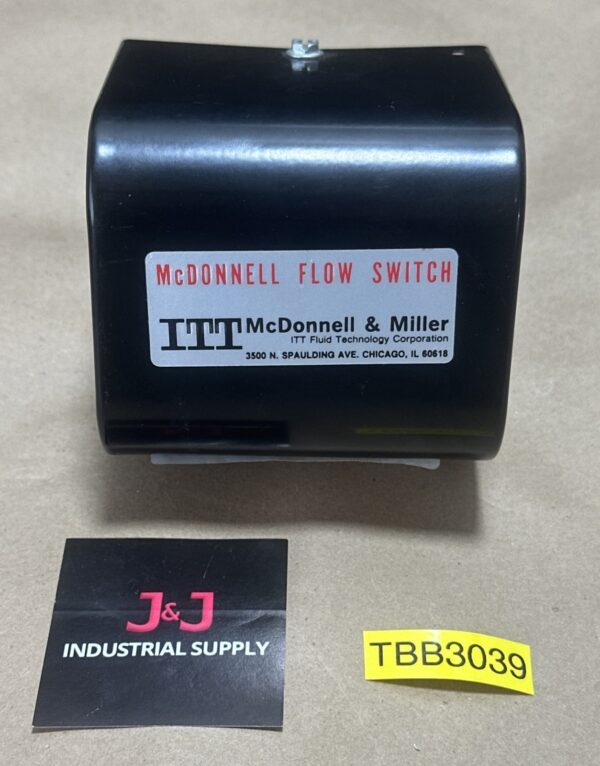 McDONNELL FLOW SWITCH
ITT McDonnell & Miller
ITT Fluid Technology Corporation
3500 N. SPAULDING AVE. CHICAGO, IL 60618
J&J
INDUSTRIAL SUPPLY
TBB3039